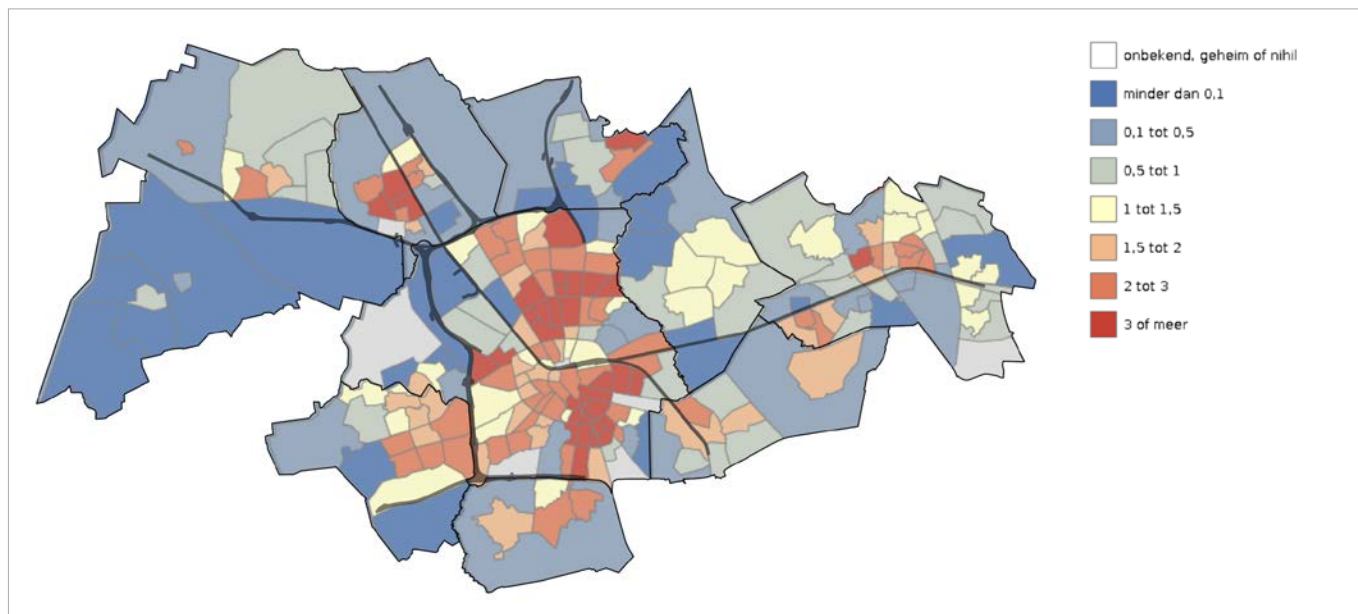 onbekend, geheim of nihil
minder dan 0,1
0,1 tot 0,5
0,5 tot 1
1 tot 1,5
1,5 tot 2
2 tot 3
3 of meer